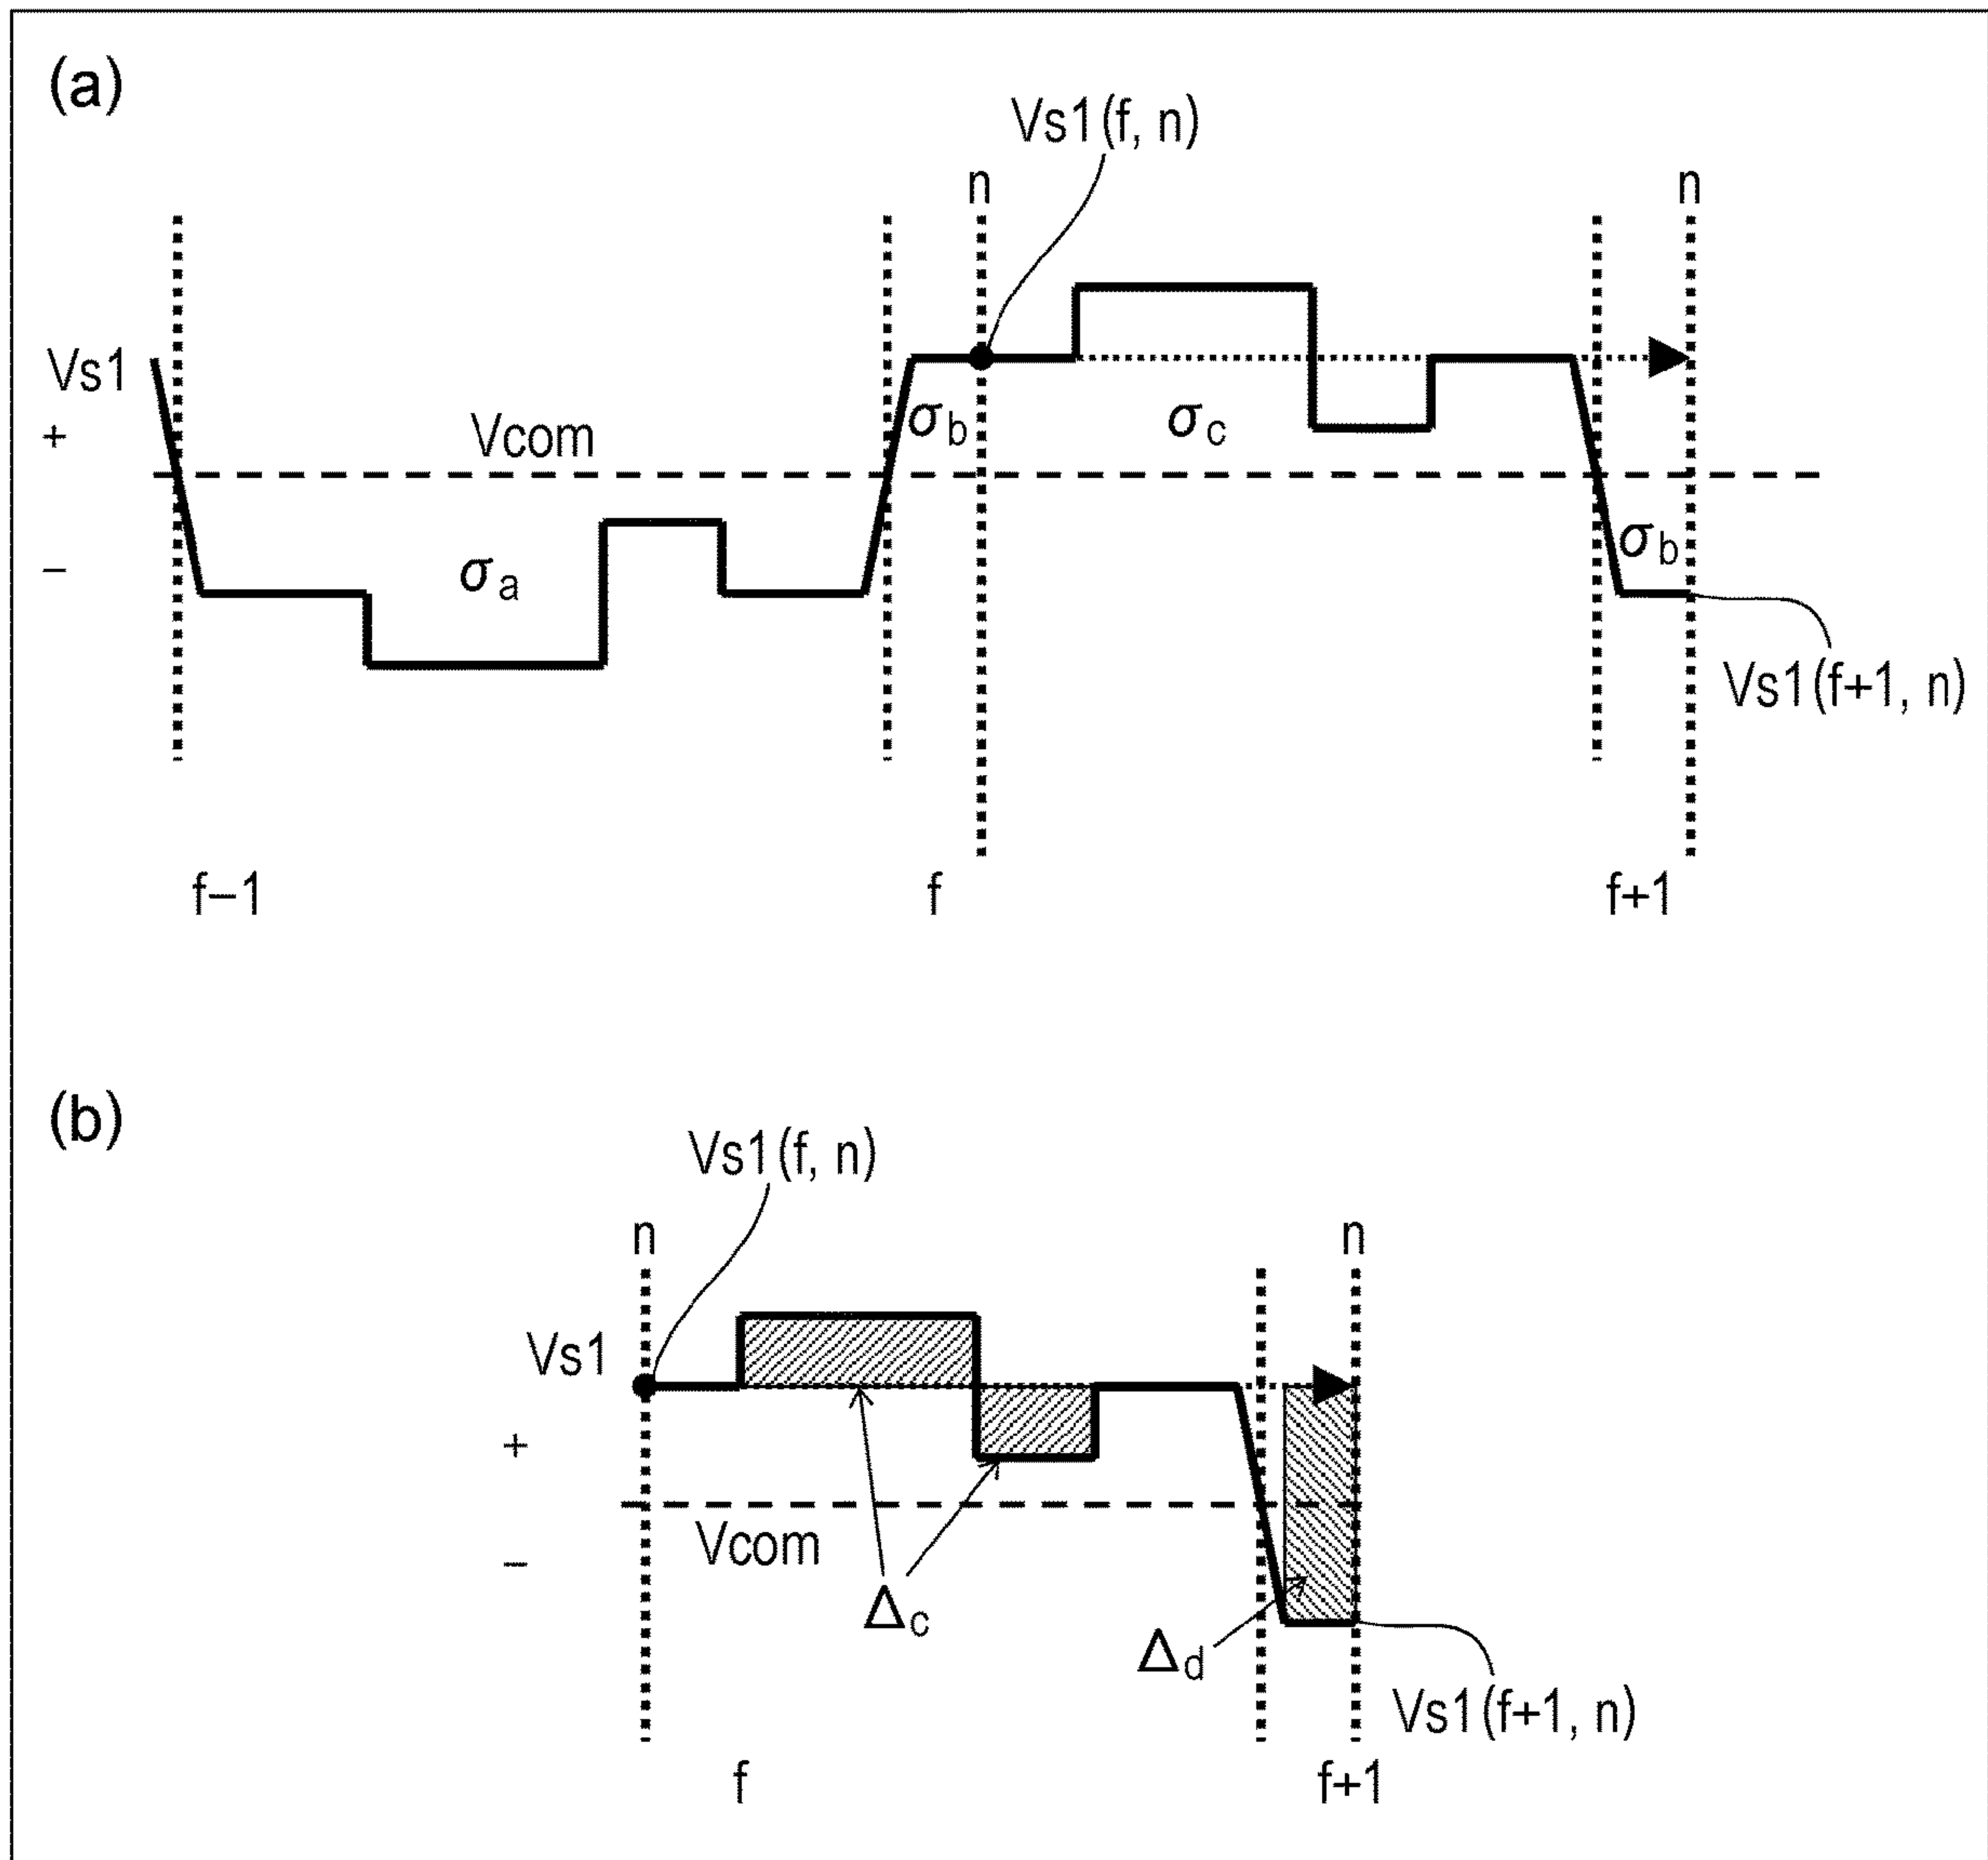 (a)
Vs1(f, n)
n
n
Vs1
+
Vcom
σb
σc
−
σa
σb
Vs1(f+1, n)
f−1
f
f+1
(b)
Vs1(f, n)
n
n
Vs1
+
Vcom
−
Δc
Δd
Vs1(f+1, n)
f
f+1